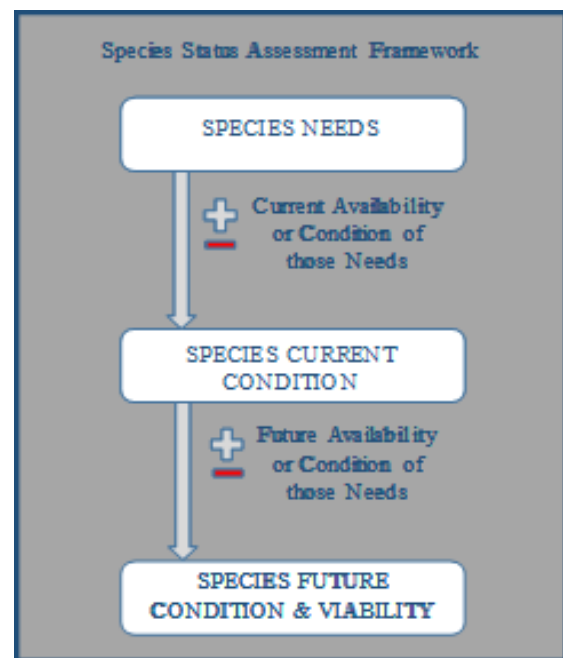 Species Status Assessment Framework
SPECIES NEEDS
Current Availability
or Condition of
those Needs
SPECIES CURRENT
CONDITION
Future Availability
or Condition of
those Needs
SPECIES FUTURE
CONDITION & VIABILITY